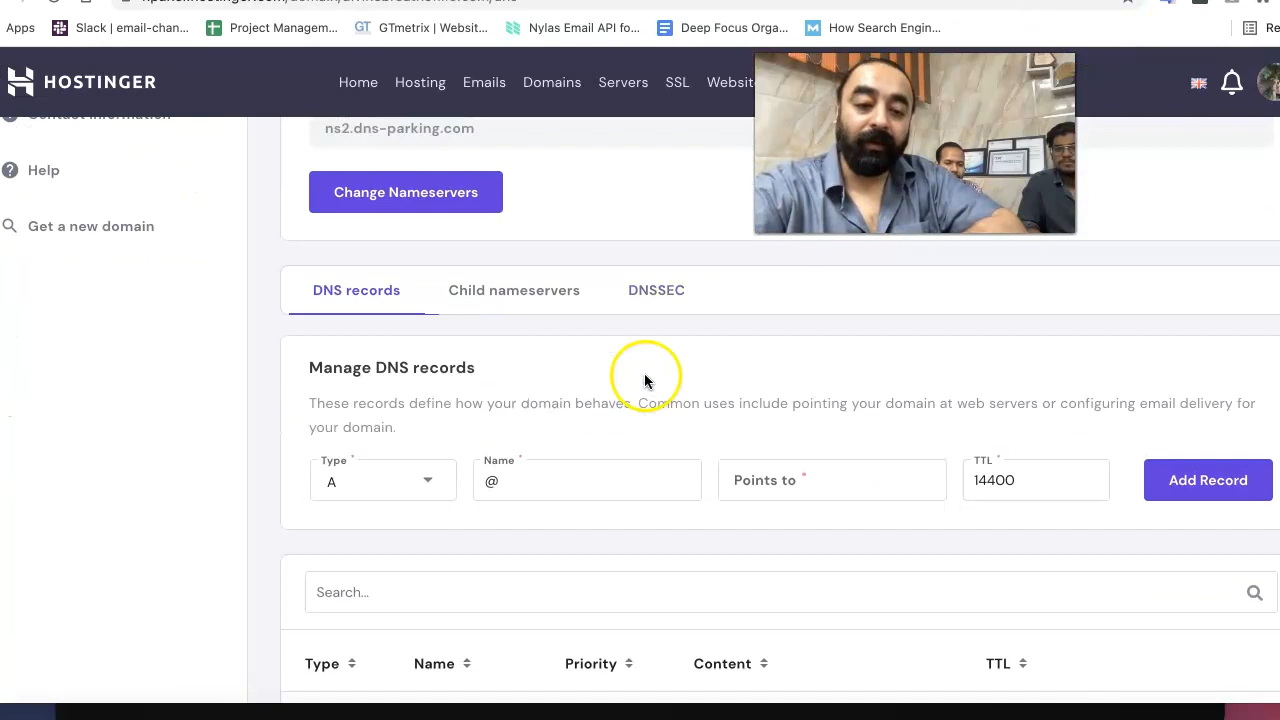 Apps Slack | email-chan... Project Managem... GTmetrix | Websit... Nylas Email API fo... Deep Focus Orga... How Search Engin... Re
HOSTINGER Home Hosting Emails Domains Servers SSL Websit
Contact information
ns2.dns-parking.com
Help
Change Nameservers
Get a new domain
DNS records Child nameservers DNSSEC
Manage DNS records
These records define how your domain behaves. Common uses include pointing your domain at web servers or configuring email delivery for
your domain.
Type * Name * TTL *
A @ Points to * 14400 Add Record
Search...
Type Name Priority Content TTL